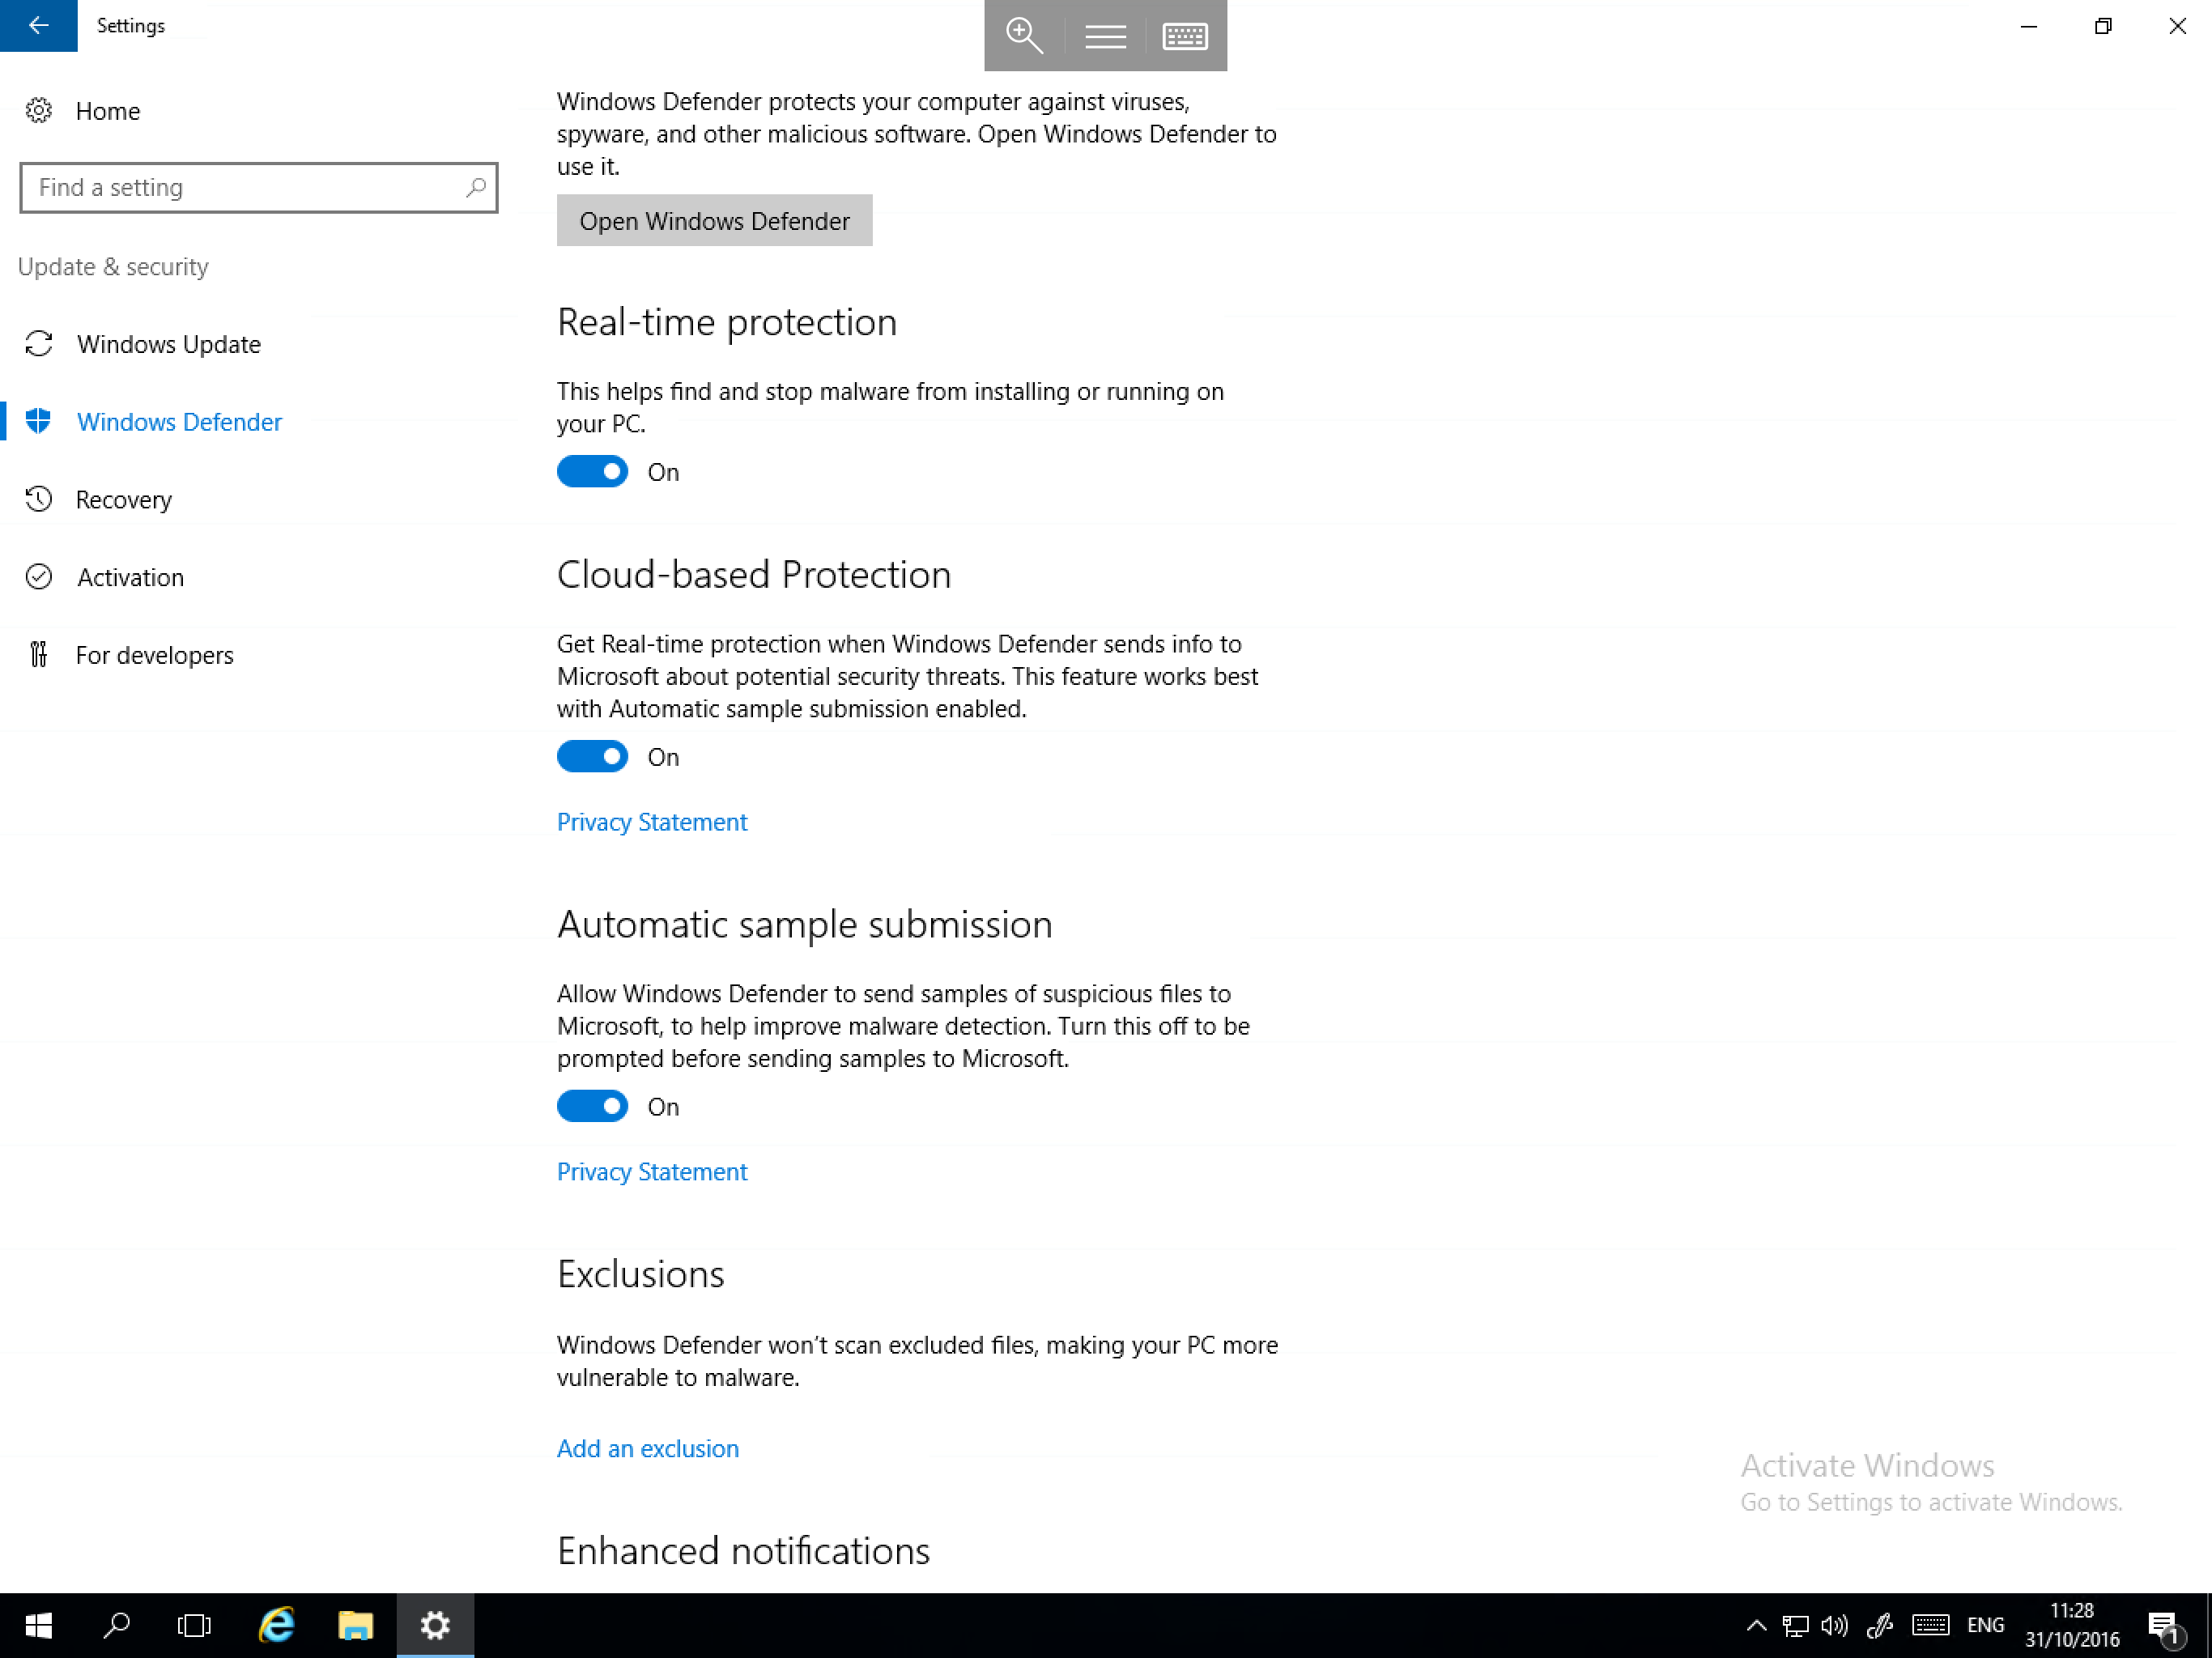 Settings
Home
Find a setting
Update & security
Windows Update
Windows Defender
Recovery
Activation
For developers
Windows Defender protects your computer against viruses,
spyware, and other malicious software. Open Windows Defender to
use it.
Open Windows Defender
Real-time protection
This helps find and stop malware from installing or running on
your PC.
On
Cloud-based Protection
Get Real-time protection when Windows Defender sends info to
Microsoft about potential security threats. This feature works best
with Automatic sample submission enabled.
On
Privacy Statement
Automatic sample submission
Allow Windows Defender to send samples of suspicious files to
Microsoft, to help improve malware detection. Turn this off to be
prompted before sending samples to Microsoft.
On
Privacy Statement
Exclusions
Windows Defender won’t scan excluded files, making your PC more
vulnerable to malware.
Add an exclusion
Enhanced notifications
Activate Windows
Go to Settings to activate Windows.
ENG
11:28
31/10/2016
1